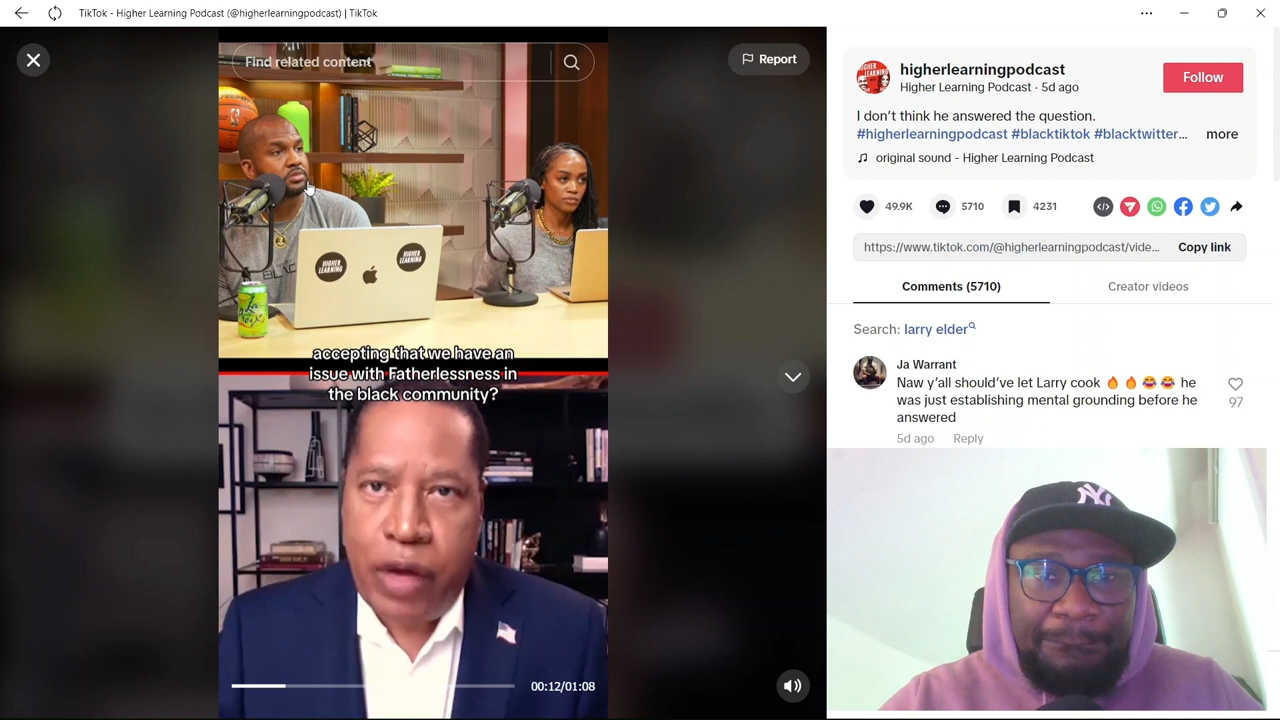 TikTok - Higher Learning Podcast (@higherlearningpodcast) | TikTok
Find related content
Report
accepting that we have an
issue with Fatherlessness in
the black community?
HIGHER
LEARNING
HIGHER
LEARNING
00:12/01:08
higherlearningpodcast
Higher Learning Podcast · 5d ago
Follow
I don't think he answered the question.
#higherlearningpodcast #blacktiktok #blacktwitter... more
original sound - Higher Learning Podcast
49.9K 5710 4231
https://www.tiktok.com/@higherlearningpodcast/vide... Copy link
Comments (5710) Creator videos
Search: larry elder
Ja Warrant
Naw y'all should've let Larry cook 🔥 🔥 😂 😂 he
was just establishing mental grounding before he
answered
97
5d ago Reply